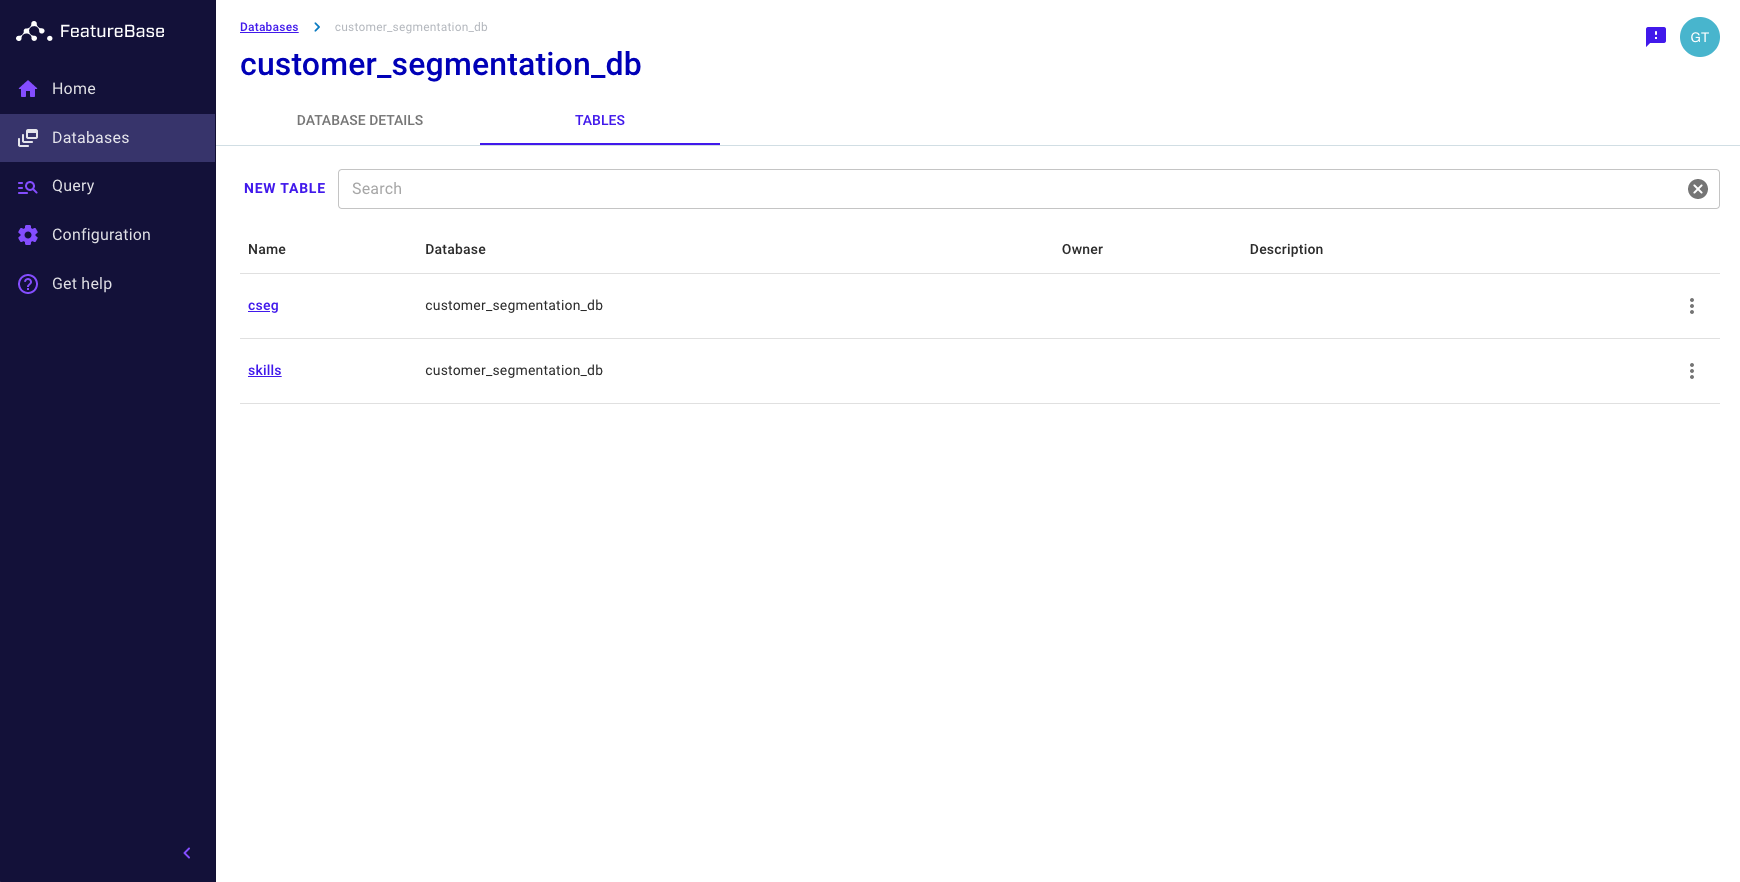 FeatureBase
Home
Databases
Query
Configuration
Get help
Databases customer_segmentation_db
GT
customer_segmentation_db
DATABASE DETAILS TABLES
NEW TABLE Search
Name Database Owner Description
cseg customer_segmentation_db
skills customer_segmentation_db